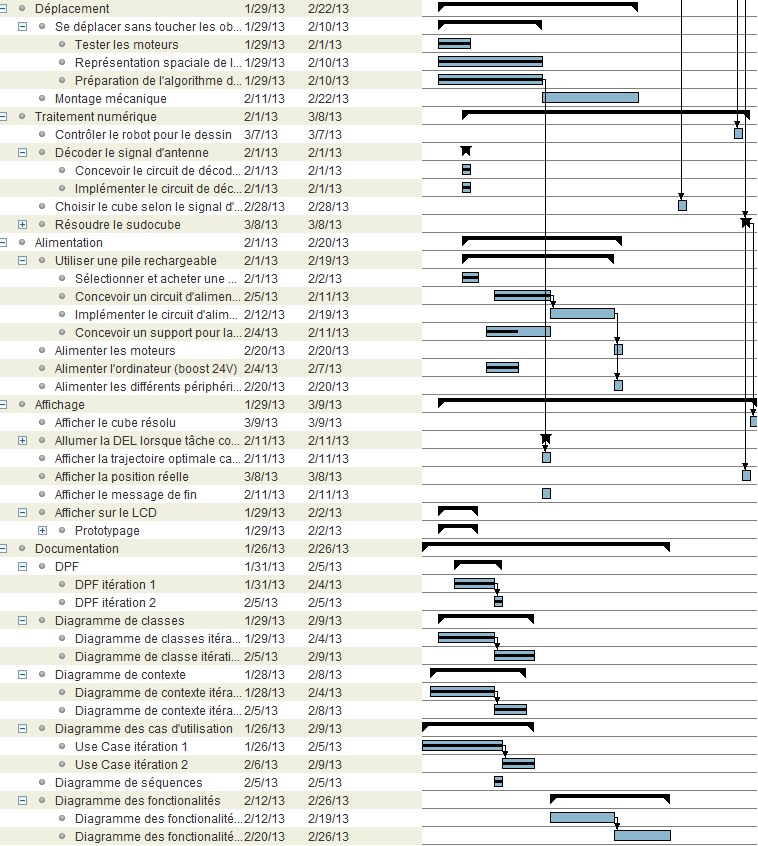 Déplacement 1/29/13 2/22/13
Se déplacer sans toucher les ob... 1/29/13 2/10/13
Tester les moteurs 1/29/13 2/1/13
Représentation spaciale de l... 1/29/13 2/10/13
Préparation de l'algorithme d... 1/29/13 2/10/13
Montage mécanique 2/11/13 2/22/13
Traitement numérique 2/1/13 3/8/13
Contrôler le robot pour le dessin 3/7/13 3/7/13
Décoder le signal d'antenne 2/1/13 2/1/13
Concevoir le circuit de décod... 2/1/13 2/1/13
Implémenter le circuit de déc... 2/1/13 2/1/13
Choisir le cube selon le signal d'... 2/28/13 2/28/13
Résoudre le sudocube 3/8/13 3/8/13
Alimentation 2/1/13 2/20/13
Utiliser une pile rechargeable 2/1/13 2/19/13
Sélectionner et acheter une ... 2/1/13 2/2/13
Concevoir un circuit d'alimen... 2/5/13 2/11/13
Implémenter le circuit d'alim... 2/12/13 2/19/13
Concevoir un support pour la... 2/4/13 2/11/13
Alimenter les moteurs 2/20/13 2/20/13
Alimenter l'ordinateur (boost 24V) 2/4/13 2/7/13
Alimenter les différents périphéri... 2/20/13 2/20/13
Affichage 1/29/13 3/9/13
Afficher le cube résolu 3/9/13 3/9/13
Allumer la DEL lorsque tâche co... 2/11/13 2/11/13
Afficher la trajectoire optimale ca... 2/11/13 2/11/13
Afficher la position réelle 3/8/13 3/8/13
Afficher le message de fin 2/11/13 2/11/13
Afficher sur le LCD 1/29/13 2/2/13
Prototypage 1/29/13 2/2/13
Documentation 1/26/13 2/26/13
DPF 1/31/13 2/5/13
DPF itération 1 1/31/13 2/4/13
DPF itération 2 2/5/13 2/5/13
Diagramme de classes 1/29/13 2/9/13
Diagramme de classes itéra... 1/29/13 2/4/13
Diagramme de classe itérati... 2/5/13 2/9/13
Diagramme de contexte 1/28/13 2/8/13
Diagramme de contexte itéra... 1/28/13 2/4/13
Diagramme de contexte itéra... 2/5/13 2/8/13
Diagramme des cas d'utilisation 1/26/13 2/9/13
Use Case itération 1 1/26/13 2/5/13
Use Case itération 2 2/6/13 2/9/13
Diagramme de séquences 2/5/13 2/5/13
Diagramme des fonctionalités 2/12/13 2/26/13
Diagramme des fonctionalité... 2/12/13 2/19/13
Diagramme des fonctionalité... 2/20/13 2/26/13